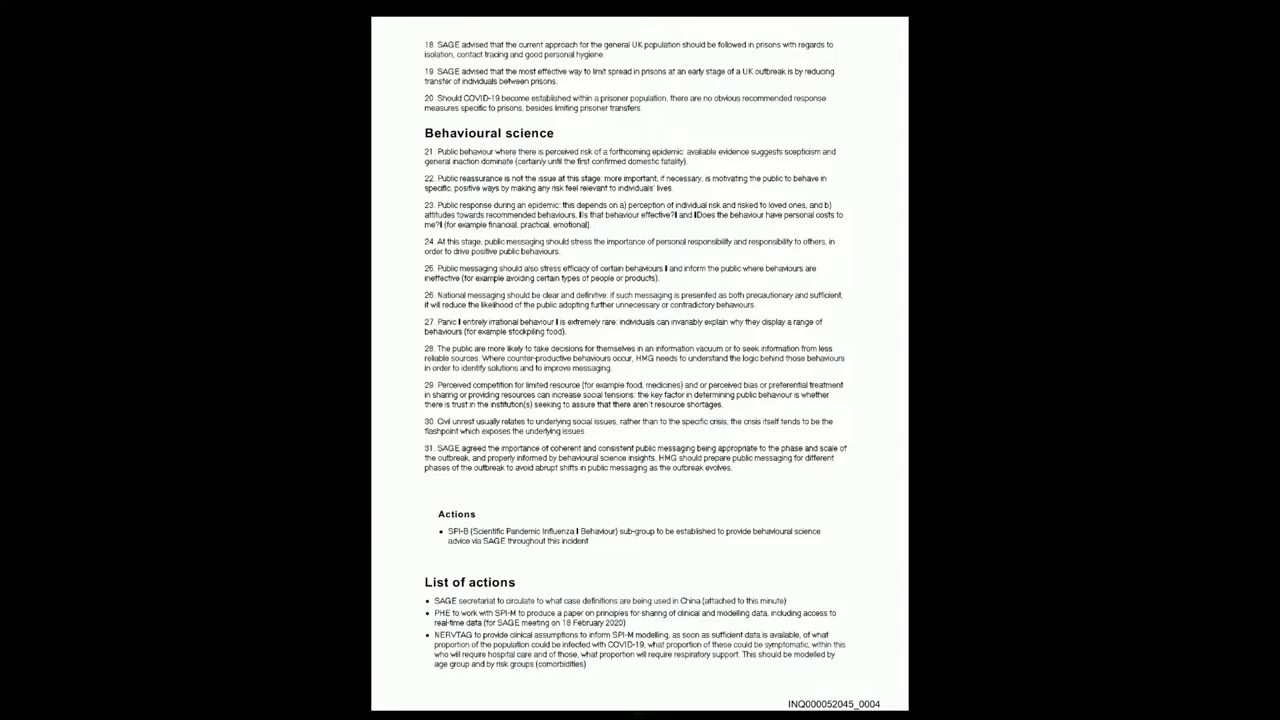 18. SAGE advised that the current approach for the general UK population should be followed in prisons with regards to
isolation, contact tracing and good personal hygiene.
19. SAGE advised that the most effective way to limit spread in prisons at an early stage of a UK outbreak is by reducing
transfer of individuals between prisons.
20. Should COVID-19 become established within a prisoner population, there are no obvious recommended response
measures specific to prisons, besides limiting prisoner transfers.
Behavioural science
21. Public behaviour where there is perceived risk of a forthcoming epidemic: available evidence suggests scepticism and
general inaction dominate (certainly until the first confirmed domestic fatality).
22. Public reassurance is not the issue at this stage: more important, if necessary, is motivating the public to behave in
specific, positive ways by making any risk feel relevant to individuals' lives.
23. Public response during an epidemic: this depends on a) perception of individual risk and risked to loved ones, and b)
attitudes towards recommended behaviours, ‖Is that behaviour effective?‖ and ‖Does the behaviour have personal costs to
me?‖ (for example financial, practical, emotional).
24. At this stage, public messaging should stress the importance of personal responsibility and responsibility to others, in
order to drive positive public behaviours.
25. Public messaging should also stress efficacy of certain behaviours ‖ and inform the public where behaviours are
ineffective (for example avoiding certain types of people or products).
26. National messaging should be clear and definitive: if such messaging is presented as both precautionary and sufficient,
it will reduce the likelihood of the public adopting further unnecessary or contradictory behaviours.
27. Panic ‖ entirely irrational behaviour ‖ is extremely rare: individuals can invariably explain why they display a range of
behaviours (for example stockpiling food).
28. The public are more likely to take decisions for themselves in an information vacuum or to seek information from less
reliable sources. Where counter-productive behaviours occur, HMG needs to understand the logic behind those behaviours
in order to identify solutions and to improve messaging.
29. Perceived competition for limited resource (for example food, medicines) and or perceived bias or preferential treatment
in sharing or providing resources can increase social tensions: the key factor in determining public behaviour is whether
there is trust in the institution(s) seeking to assure that there aren't resource shortages.
30. Civil unrest usually relates to underlying social issues, rather than to the specific crisis; the crisis itself tends to be the
flashpoint which exposes the underlying issues.
31. SAGE agreed the importance of coherent and consistent public messaging being appropriate to the phase and scale of
the outbreak, and properly informed by behavioural science insights. HMG should prepare public messaging for different
phases of the outbreak to avoid abrupt shifts in public messaging as the outbreak evolves.
Actions
• SPI-B (Scientific Pandemic Influenza ‖ Behaviour) sub-group to be established to provide behavioural science
advice via SAGE throughout this incident
List of actions
• SAGE secretariat to circulate to what case definitions are being used in China (attached to this minute)
• PHE to work with SPI-M to produce a paper on principles for sharing of clinical and modelling data, including access to
real-time data (for SAGE meeting on 18 February 2020)
• NERVTAG to provide clinical assumptions to inform SPI-M modelling, as soon as sufficient data is available, of what
proportion of the population could be infected with COVID-19, what proportion of these could be symptomatic, within this
who will require hospital care and of those, what proportion will require respiratory support. This should be modelled by
age group and by risk groups (comorbidities)
INQ000052045_0004